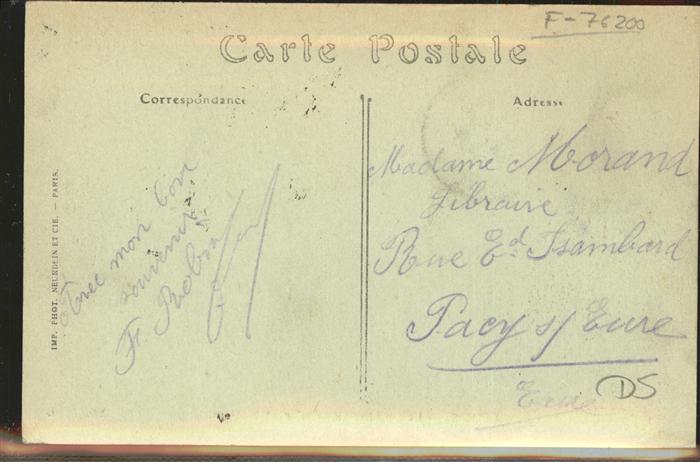 F-76200
Carte Postale
Correspondance
Adresse
IMP. PHOT. NEURDEIN ET CIE. — PARIS.
Avec mon bon
souvenir
F.
Madame Morand
Libraire
Rue Ed. Isambard
Pacy s/ Eure
Eure
DS